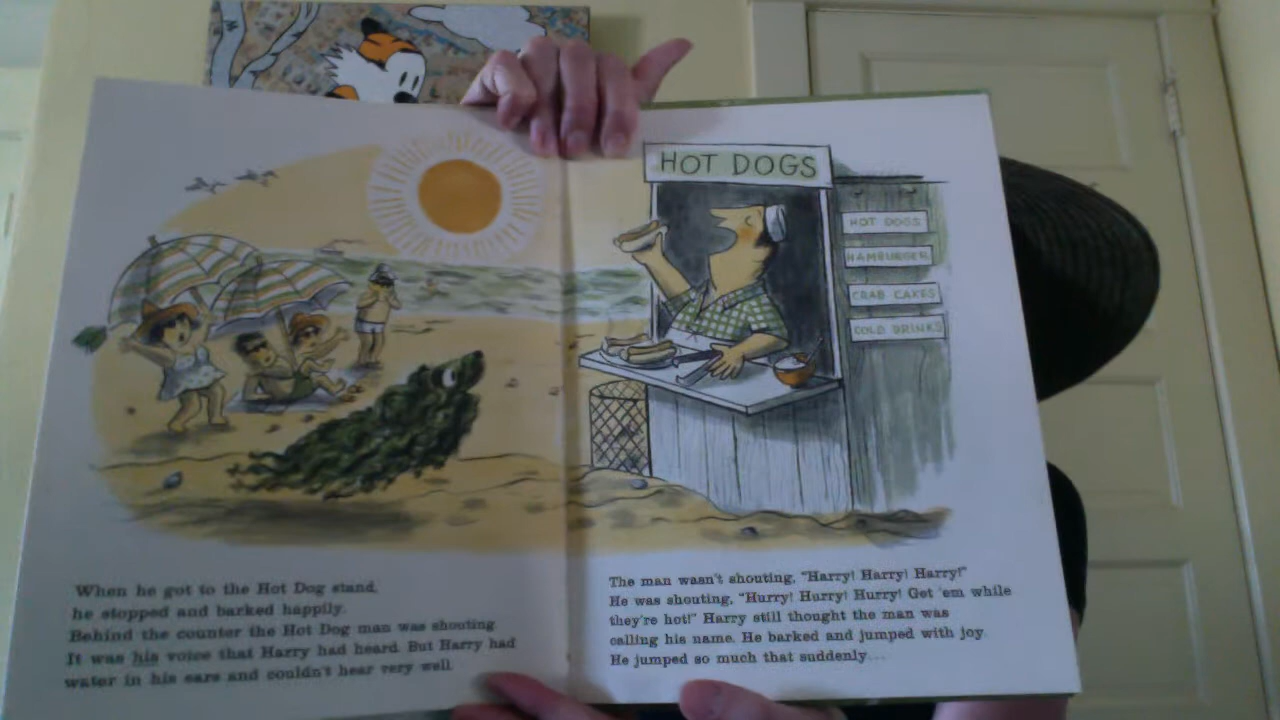 HOT DOGS
HOT DOGS
HAMBURGER
CRAB CAKES
COLD DRINKS
When he got to the Hot Dog stand,
he stopped and barked happily.
Behind the counter the Hot Dog man was shouting.
It was his voice that Harry had heard. But Harry had
water in his ears and couldn't hear very well.
The man wasn't shouting, "Harry! Harry! Harry!"
He was shouting, "Hurry! Hurry! Hurry! Get 'em while
they're hot!" Harry still thought the man was
calling his name. He barked and jumped with joy.
He jumped so much that suddenly...